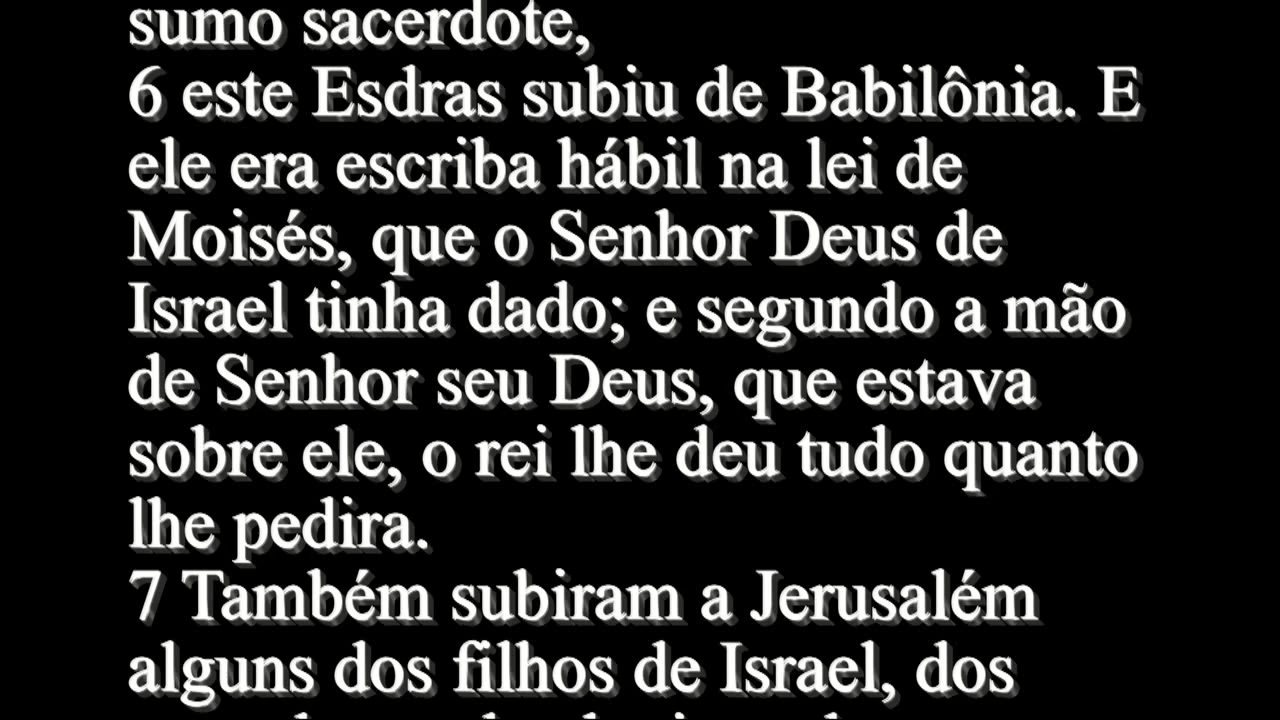 sumo sacerdote,
6 este Esdras subiu de Babilônia. E
ele era escriba hábil na lei de
Moisés, que o Senhor Deus de
Israel tinha dado; e segundo a mão
de Senhor seu Deus, que estava
sobre ele, o rei lhe deu tudo quanto
lhe pedira.
7 Também subiram a Jerusalém
alguns dos filhos de Israel, dos